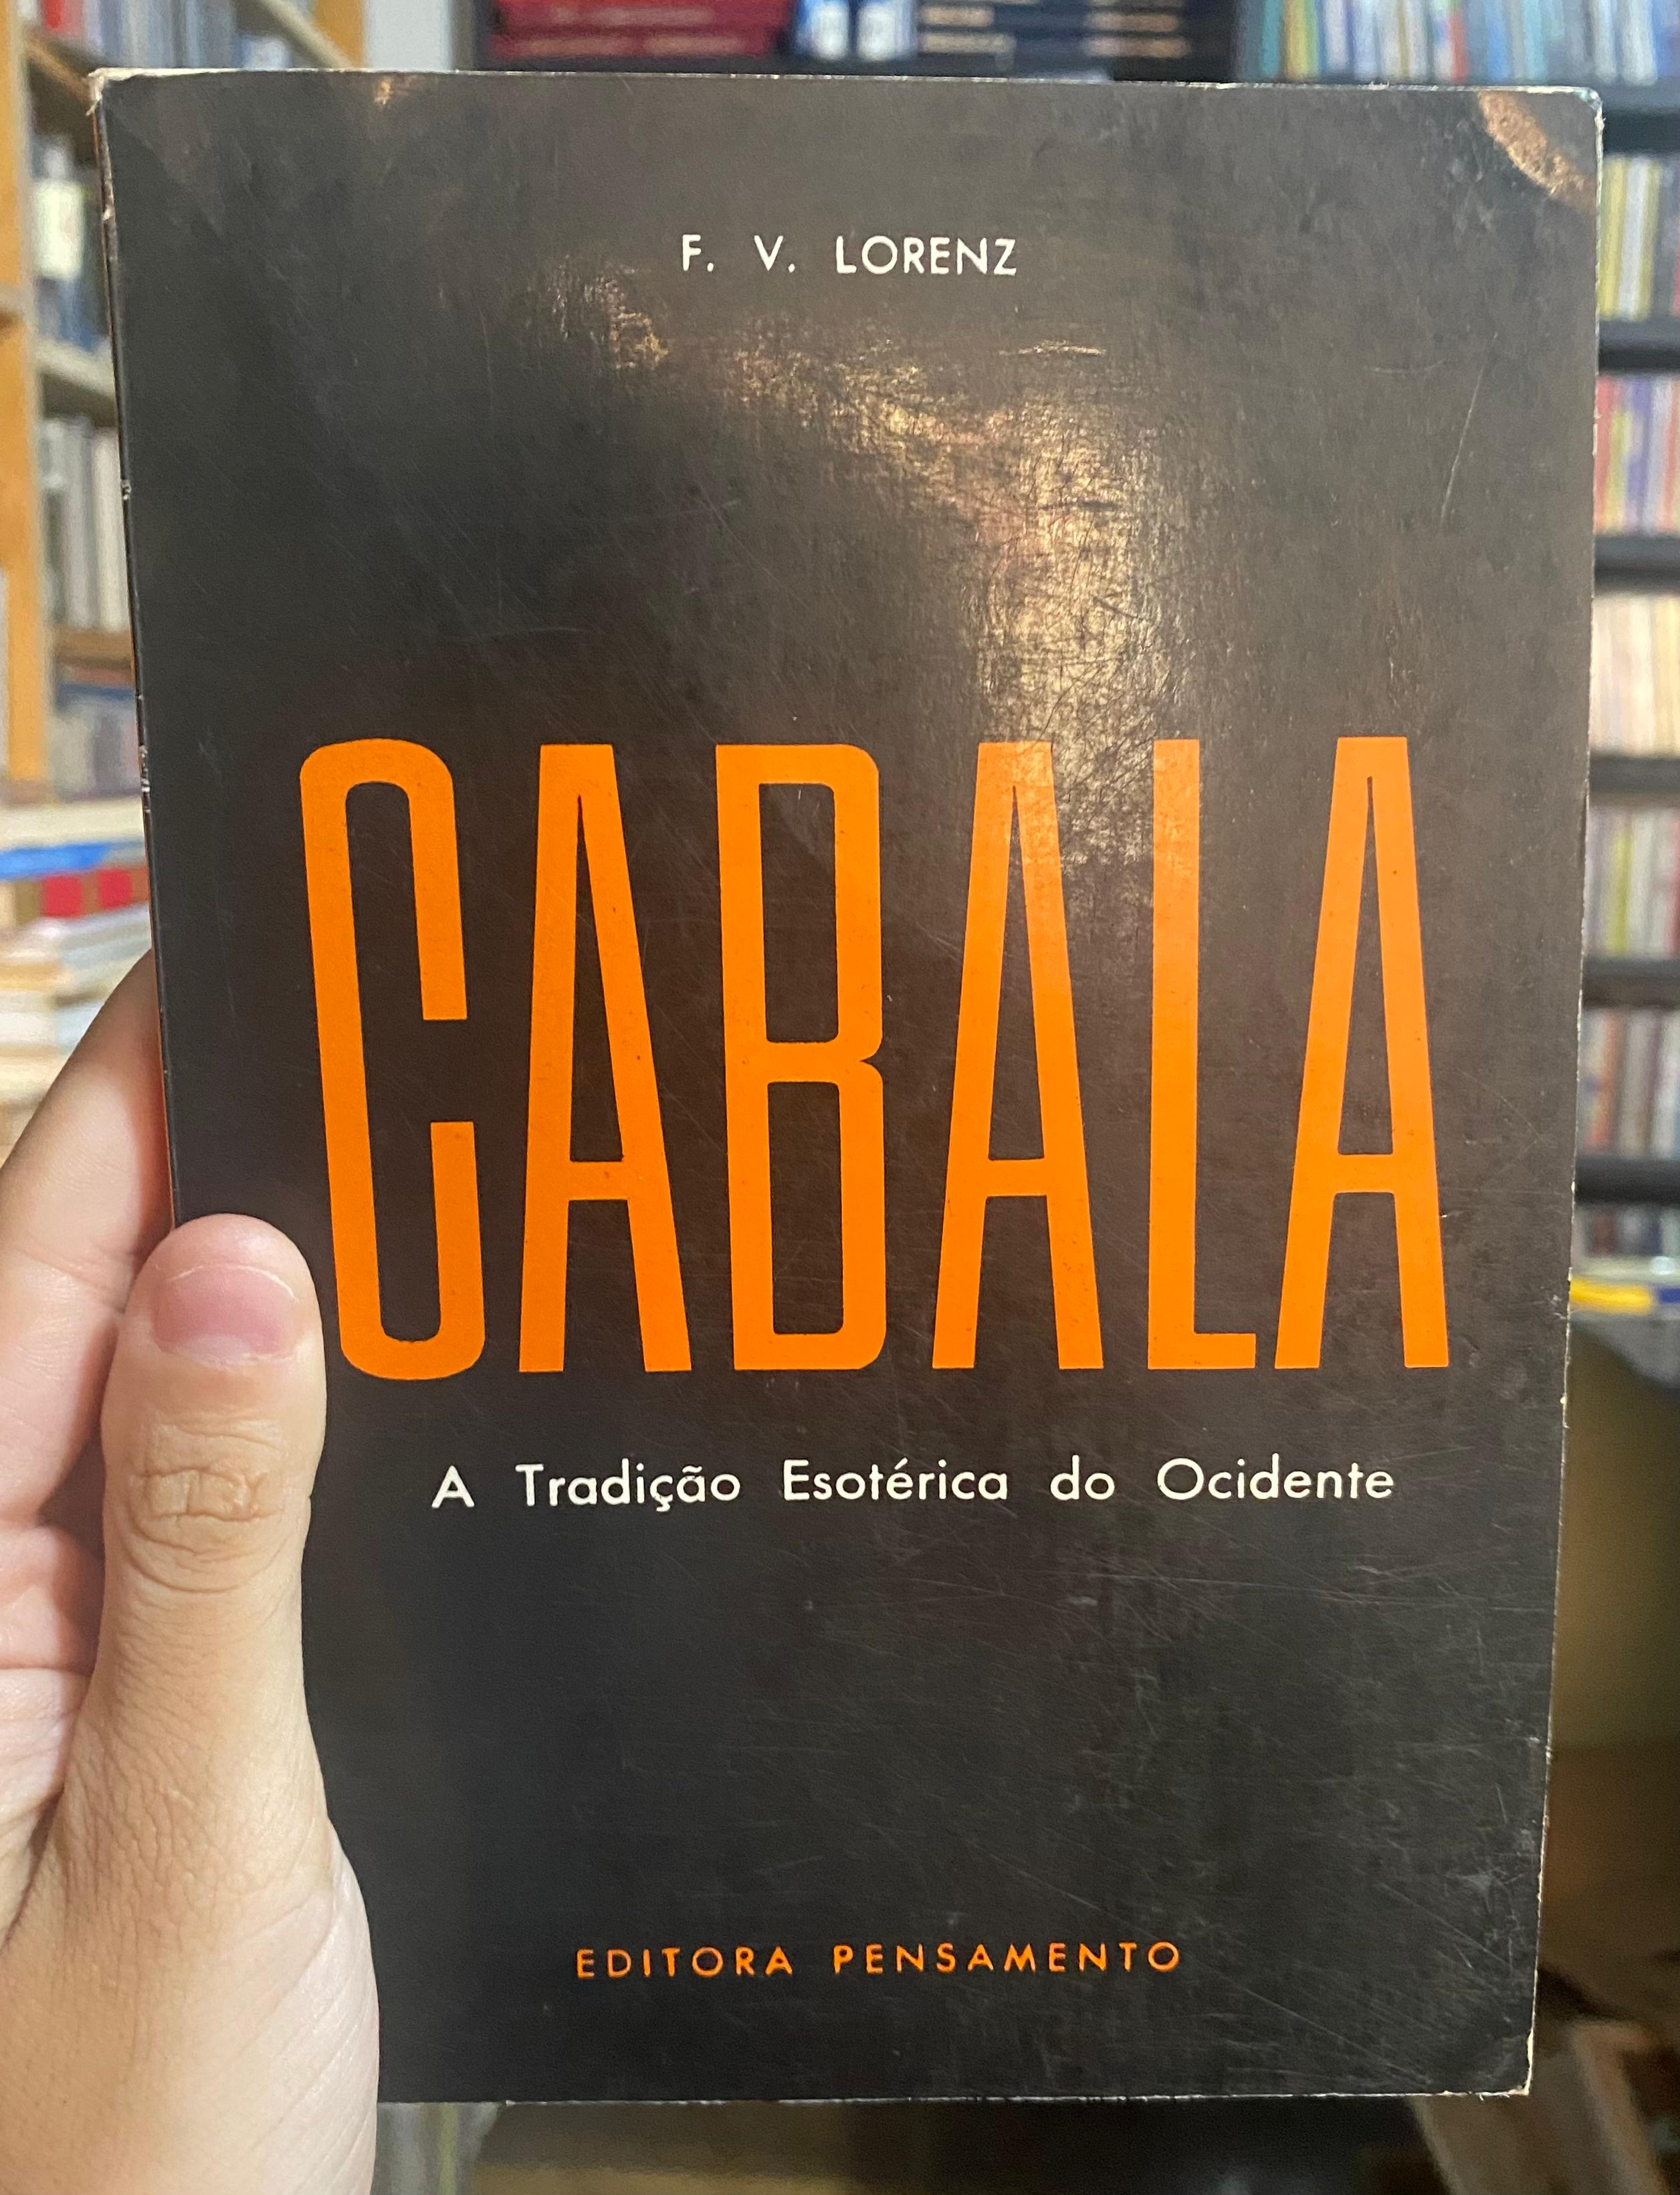 F. V. LORENZ
CABALA
A Tradição Esotérica do Ocidente
EDITORA PENSAMENTO